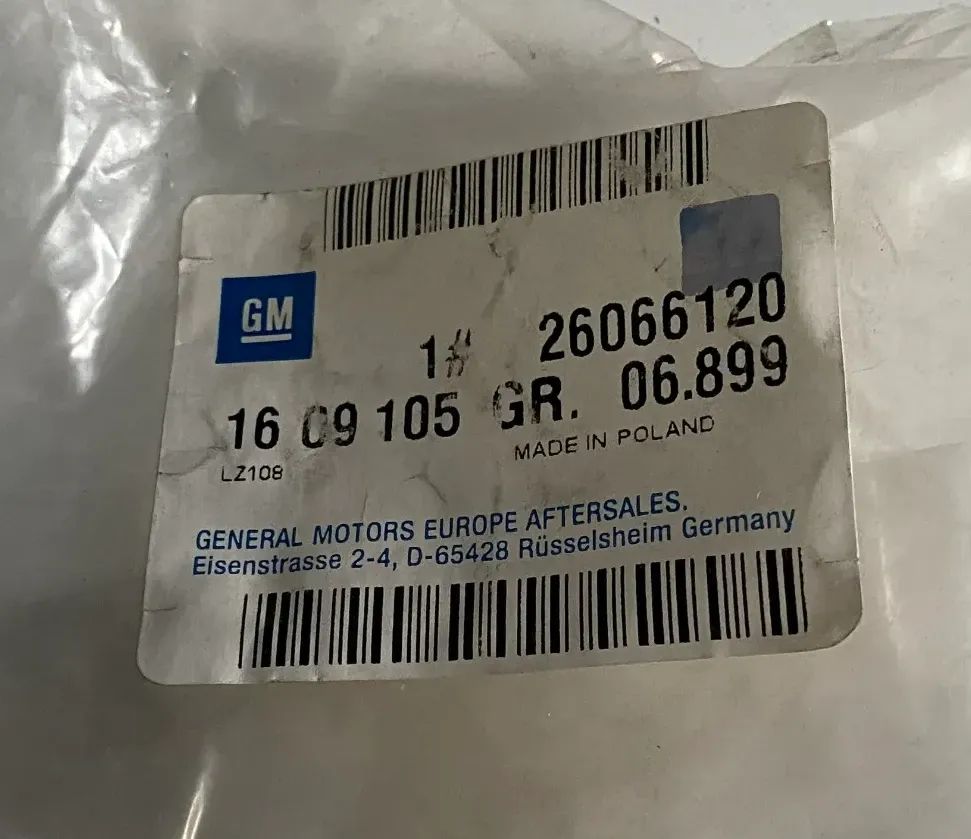 GM
1# 26066120
16 09 105 GR. 06.899
MADE IN POLAND
LZ108
GENERAL MOTORS EUROPE AFTERSALES.
Eisenstrasse 2-4, D-65428 Rüsselsheim Germany